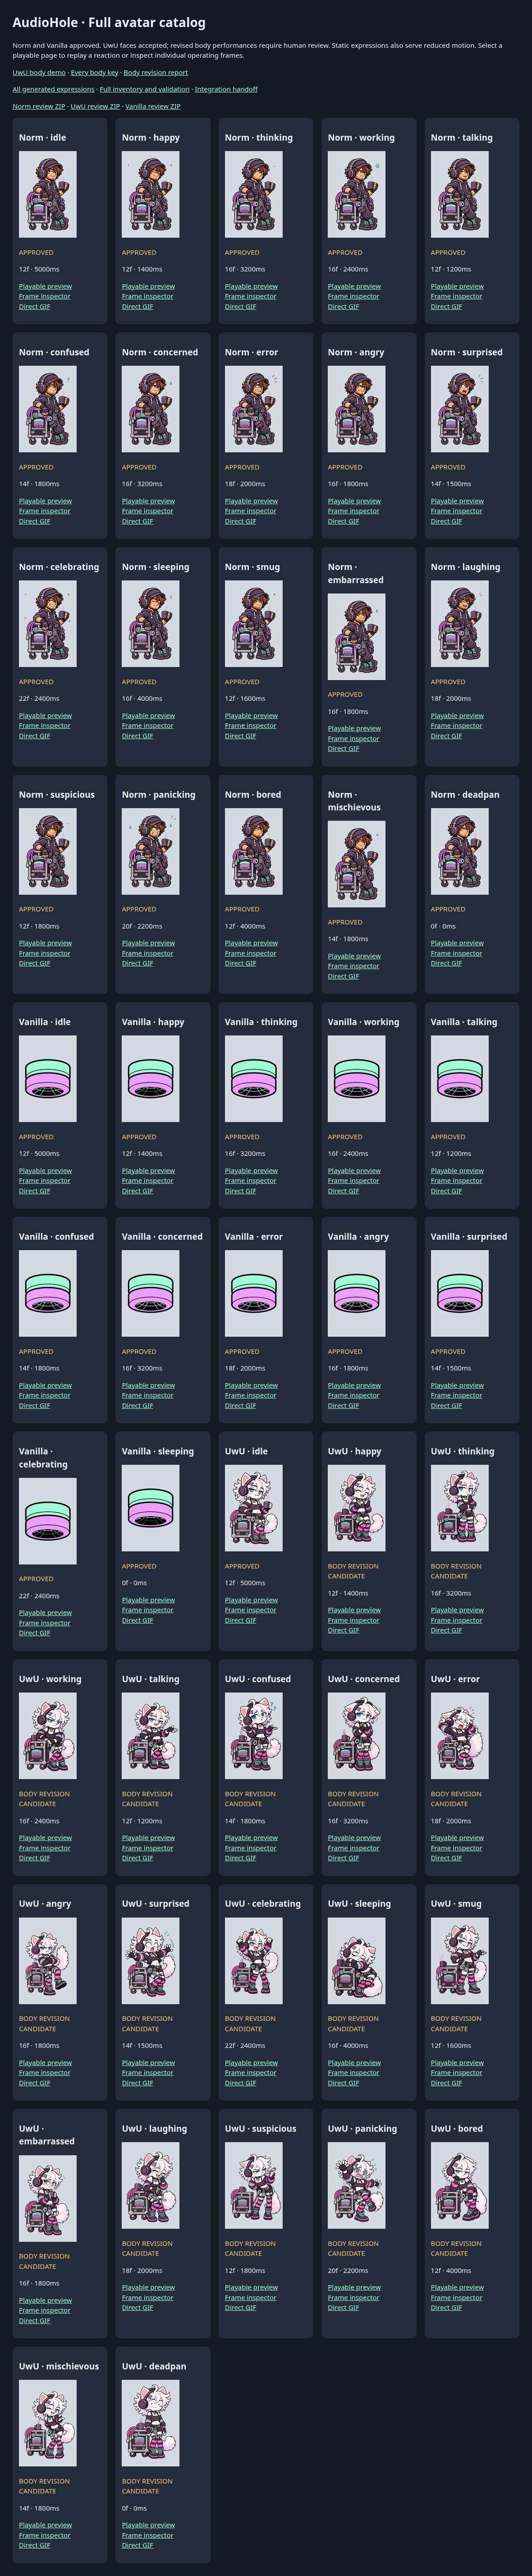 AudioHole · Full avatar catalog
Norm and Vanilla approved. UwU faces accepted; revised body performances require human review. Static expressions also serve reduced motion. Select a
playable page to replay a reaction or inspect individual operating frames.
UwU body demo · Every body key · Body revision report
All generated expressions · Full inventory and validation · Integration handoff
Norm review ZIP · UwU review ZIP · Vanilla review ZIP
Norm · idle
APPROVED
12f · 5000ms
Playable preview
Frame inspector
Direct GIF
Norm · happy
APPROVED
12f · 1400ms
Playable preview
Frame inspector
Direct GIF
Norm · thinking
APPROVED
16f · 3200ms
Playable preview
Frame inspector
Direct GIF
Norm · working
APPROVED
16f · 2400ms
Playable preview
Frame inspector
Direct GIF
Norm · talking
APPROVED
12f · 1200ms
Playable preview
Frame inspector
Direct GIF
Norm · confused
APPROVED
14f · 1800ms
Playable preview
Frame inspector
Direct GIF
Norm · concerned
APPROVED
16f · 3200ms
Playable preview
Frame inspector
Direct GIF
Norm · error
APPROVED
18f · 2000ms
Playable preview
Frame inspector
Direct GIF
Norm · angry
APPROVED
16f · 1800ms
Playable preview
Frame inspector
Direct GIF
Norm · surprised
APPROVED
14f · 1500ms
Playable preview
Frame inspector
Direct GIF
Norm · celebrating
APPROVED
22f · 2400ms
Playable preview
Frame inspector
Direct GIF
Norm · sleeping
APPROVED
16f · 4000ms
Playable preview
Frame inspector
Direct GIF
Norm · smug
APPROVED
12f · 1600ms
Playable preview
Frame inspector
Direct GIF
Norm ·
embarrassed
APPROVED
16f · 1800ms
Playable preview
Frame inspector
Direct GIF
Norm · laughing
APPROVED
18f · 2000ms
Playable preview
Frame inspector
Direct GIF
Norm · suspicious
APPROVED
12f · 1800ms
Playable preview
Frame inspector
Direct GIF
Norm · panicking
APPROVED
20f · 2200ms
Playable preview
Frame inspector
Direct GIF
Norm · bored
APPROVED
12f · 4000ms
Playable preview
Frame inspector
Direct GIF
Norm ·
mischievous
APPROVED
14f · 1800ms
Playable preview
Frame inspector
Direct GIF
Norm · deadpan
APPROVED
0f · 0ms
Playable preview
Frame inspector
Direct GIF
Vanilla · idle
APPROVED
12f · 5000ms
Playable preview
Frame inspector
Direct GIF
Vanilla · happy
APPROVED
12f · 1400ms
Playable preview
Frame inspector
Direct GIF
Vanilla · thinking
APPROVED
16f · 3200ms
Playable preview
Frame inspector
Direct GIF
Vanilla · working
APPROVED
16f · 2400ms
Playable preview
Frame inspector
Direct GIF
Vanilla · talking
APPROVED
12f · 1200ms
Playable preview
Frame inspector
Direct GIF
Vanilla · confused
APPROVED
14f · 1800ms
Playable preview
Frame inspector
Direct GIF
Vanilla · concerned
APPROVED
16f · 3200ms
Playable preview
Frame inspector
Direct GIF
Vanilla · error
APPROVED
18f · 2000ms
Playable preview
Frame inspector
Direct GIF
Vanilla · angry
APPROVED
16f · 1800ms
Playable preview
Frame inspector
Direct GIF
Vanilla · surprised
APPROVED
14f · 1500ms
Playable preview
Frame inspector
Direct GIF
Vanilla ·
celebrating
APPROVED
22f · 2400ms
Playable preview
Frame inspector
Direct GIF
Vanilla · sleeping
APPROVED
0f · 0ms
Playable preview
Frame inspector
Direct GIF
UwU · idle
APPROVED
12f · 5000ms
Playable preview
Frame inspector
Direct GIF
UwU · happy
BODY REVISION
CANDIDATE
12f · 1400ms
Playable preview
Frame inspector
Direct GIF
UwU · thinking
BODY REVISION
CANDIDATE
16f · 3200ms
Playable preview
Frame inspector
Direct GIF
UwU · working
BODY REVISION
CANDIDATE
16f · 2400ms
Playable preview
Frame inspector
Direct GIF
UwU · talking
BODY REVISION
CANDIDATE
12f · 1200ms
Playable preview
Frame inspector
Direct GIF
UwU · confused
BODY REVISION
CANDIDATE
14f · 1800ms
Playable preview
Frame inspector
Direct GIF
UwU · concerned
BODY REVISION
CANDIDATE
16f · 3200ms
Playable preview
Frame inspector
Direct GIF
UwU · error
BODY REVISION
CANDIDATE
18f · 2000ms
Playable preview
Frame inspector
Direct GIF
UwU · angry
BODY REVISION
CANDIDATE
16f · 1800ms
Playable preview
Frame inspector
Direct GIF
UwU · surprised
BODY REVISION
CANDIDATE
14f · 1500ms
Playable preview
Frame inspector
Direct GIF
UwU · celebrating
BODY REVISION
CANDIDATE
22f · 2400ms
Playable preview
Frame inspector
Direct GIF
UwU · sleeping
BODY REVISION
CANDIDATE
16f · 4000ms
Playable preview
Frame inspector
Direct GIF
UwU · smug
BODY REVISION
CANDIDATE
12f · 1600ms
Playable preview
Frame inspector
Direct GIF
UwU ·
embarrassed
BODY REVISION
CANDIDATE
16f · 1800ms
Playable preview
Frame inspector
Direct GIF
UwU · laughing
BODY REVISION
CANDIDATE
18f · 2000ms
Playable preview
Frame inspector
Direct GIF
UwU · suspicious
BODY REVISION
CANDIDATE
12f · 1800ms
Playable preview
Frame inspector
Direct GIF
UwU · panicking
BODY REVISION
CANDIDATE
20f · 2200ms
Playable preview
Frame inspector
Direct GIF
UwU · bored
BODY REVISION
CANDIDATE
12f · 4000ms
Playable preview
Frame inspector
Direct GIF
UwU · mischievous
BODY REVISION
CANDIDATE
14f · 1800ms
Playable preview
Frame inspector
Direct GIF
UwU · deadpan
BODY REVISION
CANDIDATE
0f · 0ms
Playable preview
Frame inspector
Direct GIF